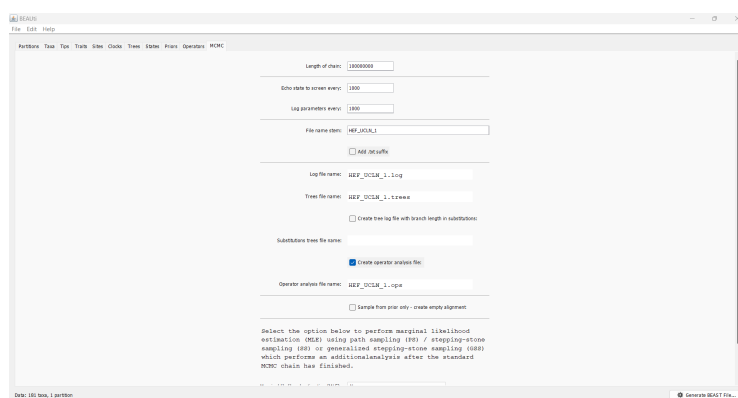 BEAUti
File Edit Help
Partitions Taxa Tips Traits Sites Clocks Trees States Priors Operators MCMC
Length of chain: 100000000
Echo state to screen every: 1000
Log parameters every: 1000
File name stem: HEF_UCLN_1
Add .txt suffix
Log file name: HEF_UCLN_1.log
Trees file name: HEF_UCLN_1.trees
Create tree log file with branch length in substitutions:
Substitutions trees file name:
Create operator analysis file:
Operator analysis file name: HEF_UCLN_1.ops
Sample from prior only - create empty alignment
Select the option below to perform marginal likelihood
estimation (MLE) using path sampling (PS) / stepping-stone
sampling (SS) or generalized stepping-stone sampling (GSS)
which performs an additionalanalysis after the standard
MCMC chain has finished.
Data: 181 taxa, 1 partition
Generate BEAST File...